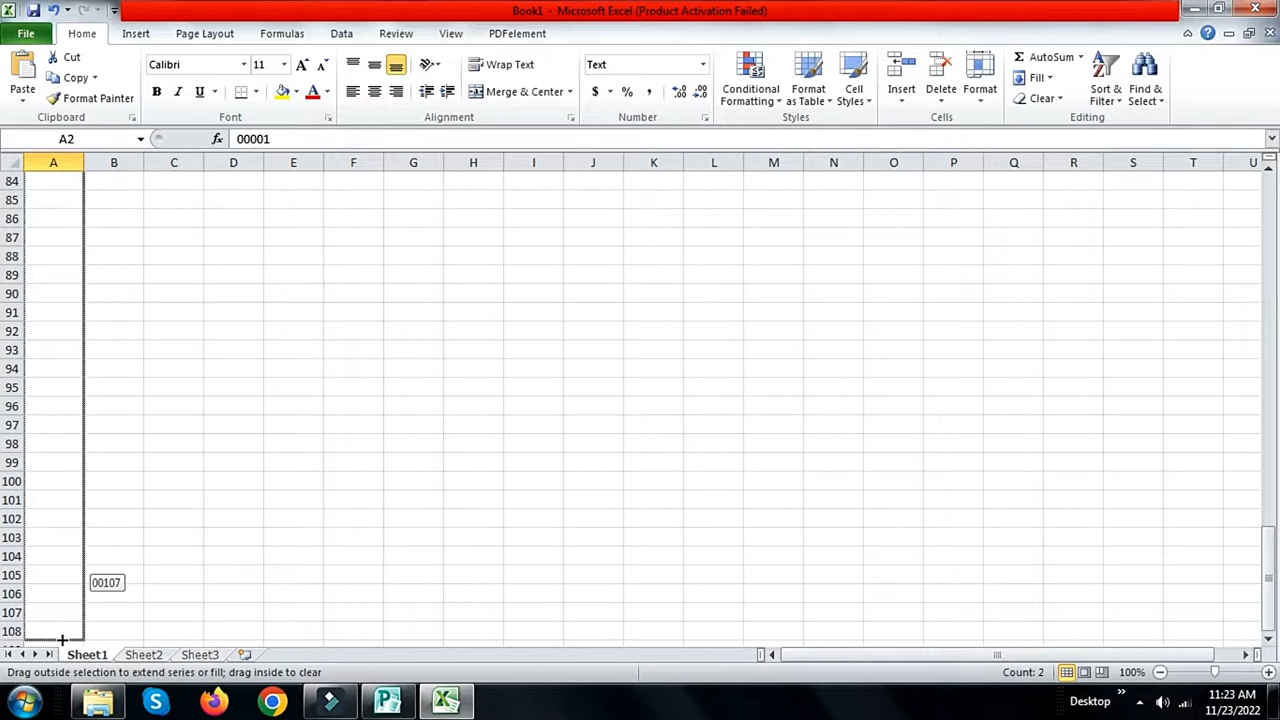 Book1 - Microsoft Excel (Product Activation Failed)
File Home Insert Page Layout Formulas Data Review View PDFelement
Paste
Cut
Copy
Format Painter
Clipboard
Calibri 11
B I U
Font
Wrap Text
Merge & Center
Alignment
Text
$ % ,
Number
Conditional
Formatting
Format
as Table
Cell
Styles
Styles
Insert
Delete
Format
Cells
Σ AutoSum
Fill
Clear
Sort &
Filter
Find &
Select
Editing
A2 fx 00001
A B C D E F G H I J K L M N O P Q R S T U
84
85
86
87
88
89
90
91
92
93
94
95
96
97
98
99
100
101
102
103
104
105
00107
106
107
108
Sheet1 Sheet2 Sheet3
Drag outside selection to extend series or fill; drag inside to clear Count: 2 100%
Desktop
11:23 AM
11/23/2022